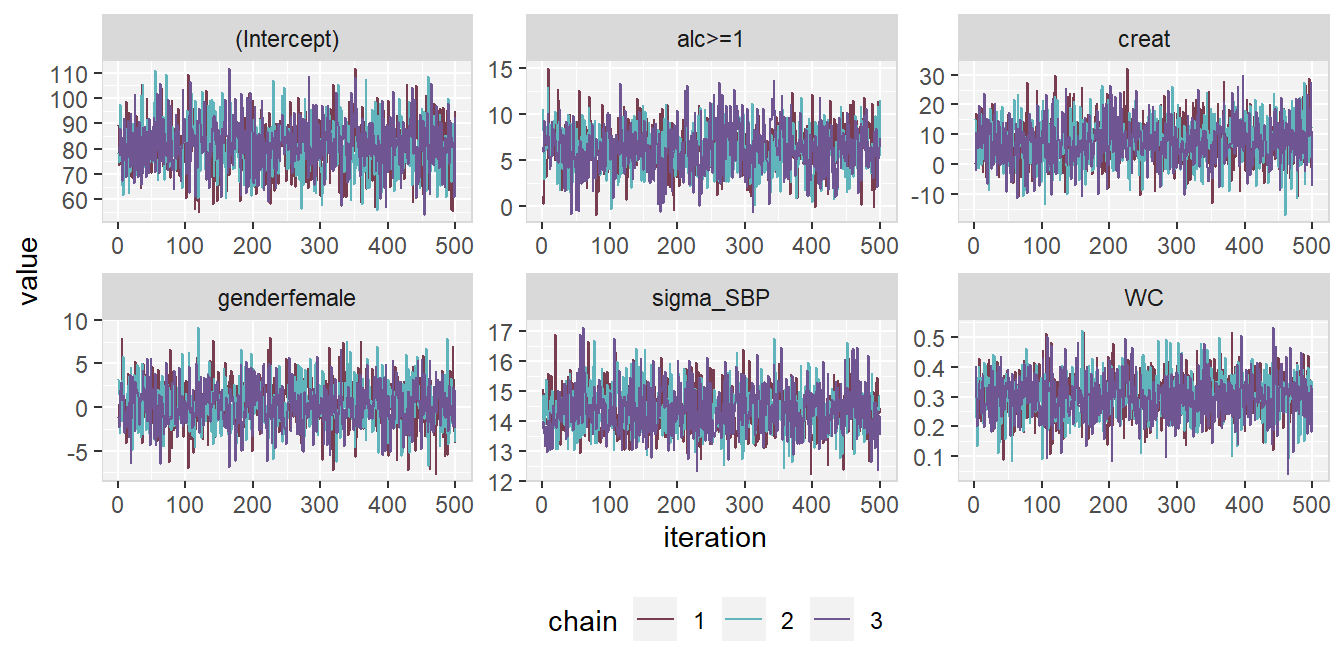 (Intercept) alc>=1 creat
110 15 30
100 10 20
90 5 10
80 0 0
70 -10
60
0 100 200 300 400 500 0 100 200 300 400 500 0 100 200 300 400 500
value
genderfemale sigma_SBP WC
10 17 0.5
5 16 0.4
0 15 0.3
-5 14 0.2
13 0.1
12
0 100 200 300 400 500 0 100 200 300 400 500 0 100 200 300 400 500
iteration
chain 1 2 3